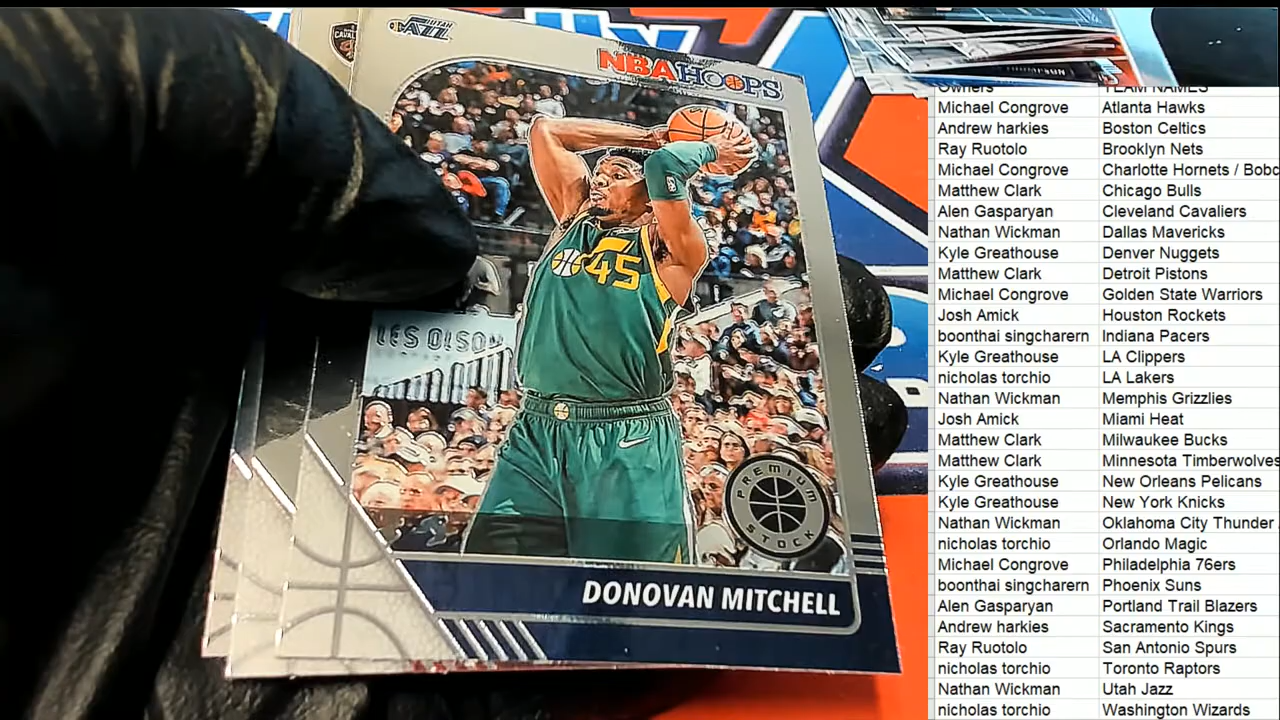 CAVALI
UTAH
JAZZ
NBA HOOPS
45
LES OLSON
PREMIUM
STOCK
DONOVAN MITCHELL
THOMPSON
Owners TEAM NAMES
Michael Congrove Atlanta Hawks
Andrew harkies Boston Celtics
Ray Ruotolo Brooklyn Nets
Michael Congrove Charlotte Hornets / Bobc
Matthew Clark Chicago Bulls
Alen Gasparyan Cleveland Cavaliers
Nathan Wickman Dallas Mavericks
Kyle Greathouse Denver Nuggets
Matthew Clark Detroit Pistons
Michael Congrove Golden State Warriors
Josh Amick Houston Rockets
boonthai singcharern Indiana Pacers
Kyle Greathouse LA Clippers
nicholas torchio LA Lakers
Nathan Wickman Memphis Grizzlies
Josh Amick Miami Heat
Matthew Clark Milwaukee Bucks
Matthew Clark Minnesota Timberwolves
Kyle Greathouse New Orleans Pelicans
Kyle Greathouse New York Knicks
Nathan Wickman Oklahoma City Thunder
nicholas torchio Orlando Magic
Michael Congrove Philadelphia 76ers
boonthai singcharern Phoenix Suns
Alen Gasparyan Portland Trail Blazers
Andrew harkies Sacramento Kings
Ray Ruotolo San Antonio Spurs
nicholas torchio Toronto Raptors
Nathan Wickman Utah Jazz
nicholas torchio Washington Wizards